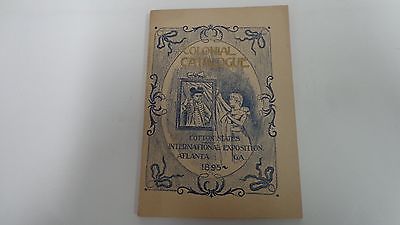 COLONIAL
CATALOGUE
COTTON STATES
INTERNATIONAL EXPOSITION
ATLANTA GA
1895